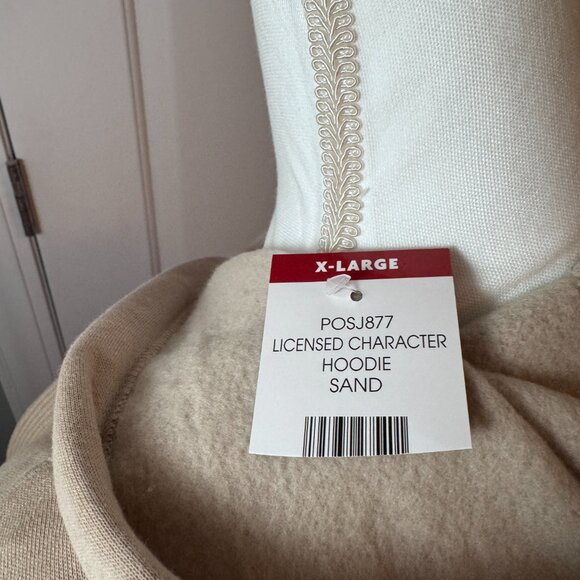 X-LARGE
POSJ877
LICENSED CHARACTER
HOODIE
SAND